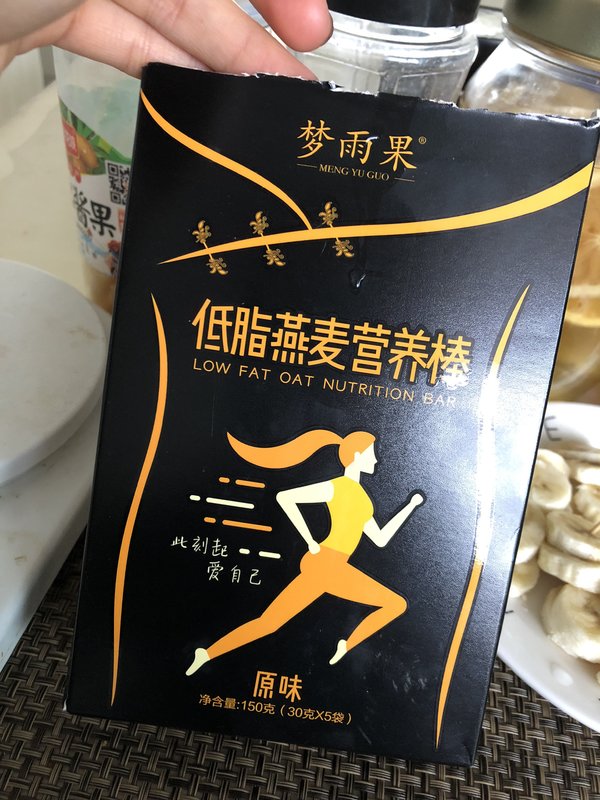 梦雨果®
MENG YU GUO
低脂燕麦营养棒
LOW FAT OAT NUTRITION BAR
此刻起
爱自己
原味
净含量:150克（30克X5袋）
酱果